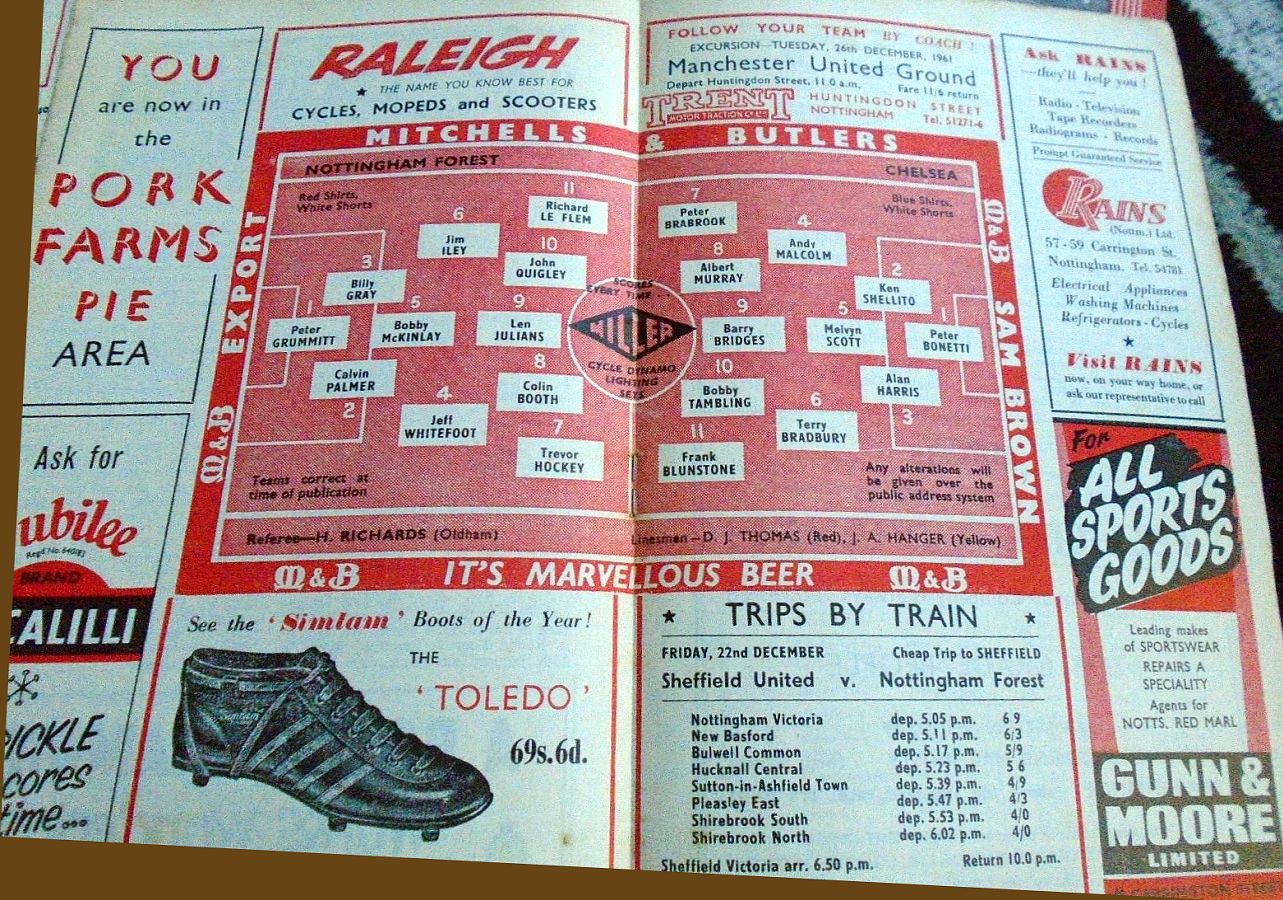 YOU
are now in
the
PORK
FARMS
PIE
AREA
Ask for
ubilee
BRAND
CALILLI
ICKLE
cores
time...
RALEIGH
★ THE NAME YOU KNOW BEST FOR
CYCLES, MOPEDS and SCOOTERS
FOLLOW YOUR TEAM BY COACH!
EXCURSION—TUESDAY, 26th DECEMBER, 1961
Manchester United Ground
Depart Huntingdon Street, 11.0 a.m. Fare 11/6 return
TRENT
MOTOR TRACTION CO LTD
HUNTINGDON STREET
NOTTINGHAM Tel. 51271-6
MITCHELLS & BUTLERS
M&B EXPORT
M&B SAM BROWN
NOTTINGHAM FOREST
CHELSEA
Red Shirts,
White Shorts
Blue Shirts,
White Shorts
11
Richard
LE FLEM
6
Jim
ILEY
10
John
QUIGLEY
3
Billy
GRAY
1
Peter
GRUMMITT
5
Bobby
McKINLAY
9
Len
JULIANS
Calvin
PALMER
2
8
Colin
BOOTH
4
Jeff
WHITEFOOT
7
Trevor
HOCKEY
SCORES
EVERY TIME...
MILLER
CYCLE DYNAMO
LIGHTING
SETS
7
Peter
BRABROOK
4
Andy
MALCOLM
8
Albert
MURRAY
2
Ken
SHELLITO
9
Barry
BRIDGES
5
Melvyn
SCOTT
1
Peter
BONETTI
10
Bobby
TAMBLING
Alan
HARRIS
3
6
Terry
BRADBURY
11
Frank
BLUNSTONE
Teams correct at
time of publication
Any alterations will
be given over the
public address system
Referee—H. RICHARDS (Oldham)
Linesmen—D. J. THOMAS (Red), J. A. HANGER (Yellow)
M&B IT'S MARVELLOUS BEER M&B
See the 'Simlam' Boots of the Year!
THE
'TOLEDO'
69s.6d.
★ TRIPS BY TRAIN ★
FRIDAY, 22nd DECEMBER Cheap Trip to SHEFFIELD
Sheffield United v. Nottingham Forest
Nottingham Victoria dep. 5.05 p.m. 6 9
New Basford dep. 5.11 p.m. 6/3
Bulwell Common dep. 5.17 p.m. 5/9
Hucknall Central dep. 5.23 p.m. 5 6
Sutton-in-Ashfield Town dep. 5.39 p.m. 4/9
Pleasley East dep. 5.47 p.m. 4/3
Shirebrook South dep. 5.53 p.m. 4/0
Shirebrook North dep. 6.02 p.m. 4/0
Sheffield Victoria arr. 6.50 p.m. Return 10.0 p.m.
Ask RAINS
—they'll help you!
Radio · Television
Tape Recorders
Radiograms · Records
Prompt Guaranteed Service
RAINS
(Nottm.) Ltd.
57-59 Carrington St.
Nottingham. Tel. 54781
Electrical Appliances
Washing Machines
Refrigerators · Cycles
★
Visit RAINS
now, on your way home, or
ask our representative to call
For
ALL
SPORTS
GOODS
Leading makes
of SPORTSWEAR
REPAIRS A
SPECIALITY
Agents for
NOTTS. RED MARL
GUNN &
MOORE
LIMITED
CARRINGTON STREET